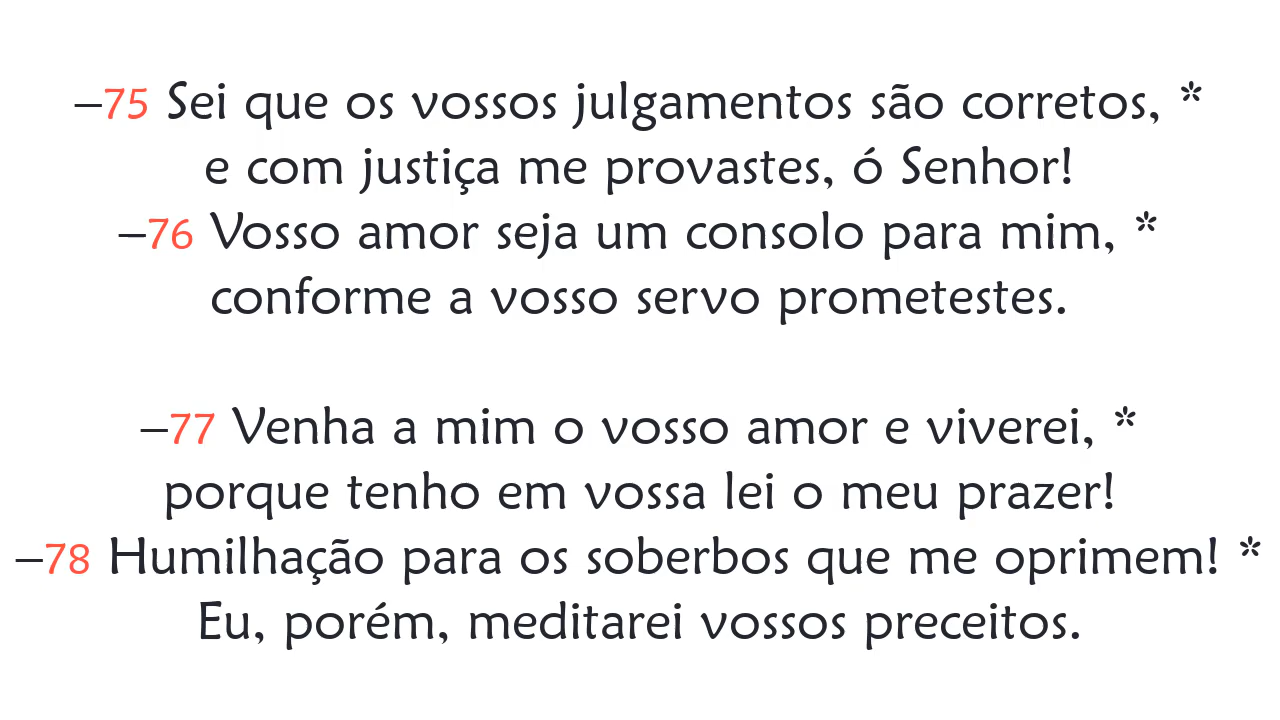 –75 Sei que os vossos julgamentos são corretos, *
e com justiça me provastes, ó Senhor!
–76 Vosso amor seja um consolo para mim, *
conforme a vosso servo prometestes.
–77 Venha a mim o vosso amor e viverei, *
porque tenho em vossa lei o meu prazer!
–78 Humilhação para os soberbos que me oprimem! *
Eu, porém, meditarei vossos preceitos.